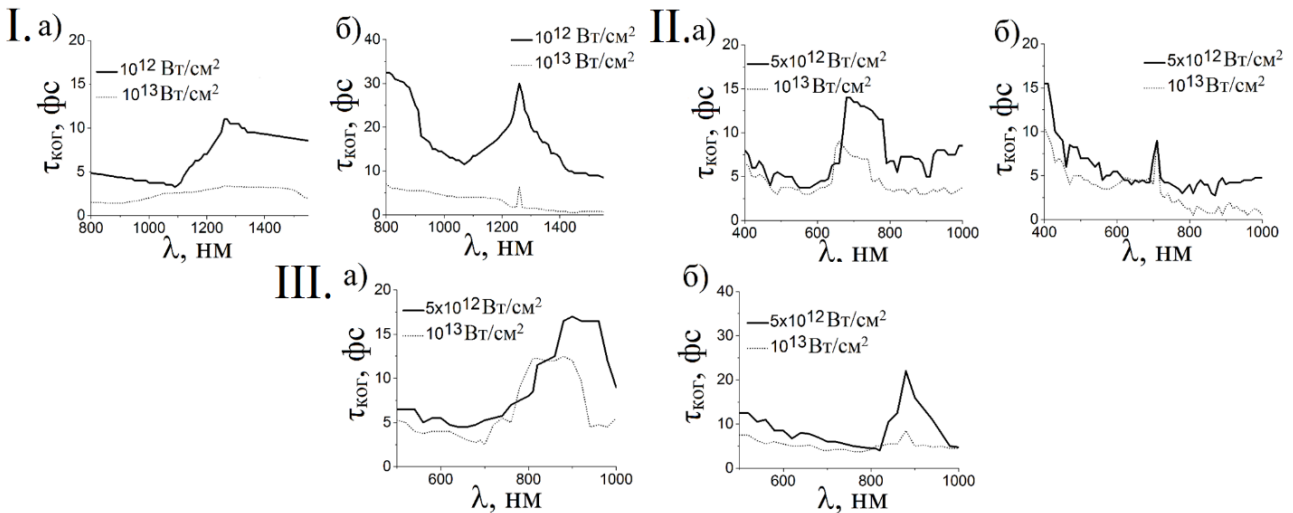 I. а)
20
15
10
5
0
10¹² Вт/см²
10¹³ Вт/см²
τког, фс
800 1000 1200 1400
λ, нм
б)
40
30
20
10
0
10¹² Вт/см²
10¹³ Вт/см²
τког, фс
800 1000 1200 1400
λ, нм
II. а)
20
15
10
5
0
5x10¹² Вт/см²
10¹³ Вт/см²
τког, фс
400 600 800 1000
λ, нм
б)
20
15
10
5
0
5x10¹² Вт/см²
10¹³ Вт/см²
τког, фс
400 600 800 1000
λ, нм
III. а)
20
15
10
5
0
5x10¹² Вт/см²
10¹³ Вт/см²
τког, фс
600 800 1000
λ, нм
б)
40
30
20
10
0
5x10¹² Вт/см²
10¹³ Вт/см²
τког, фс
600 800 1000
λ, нм